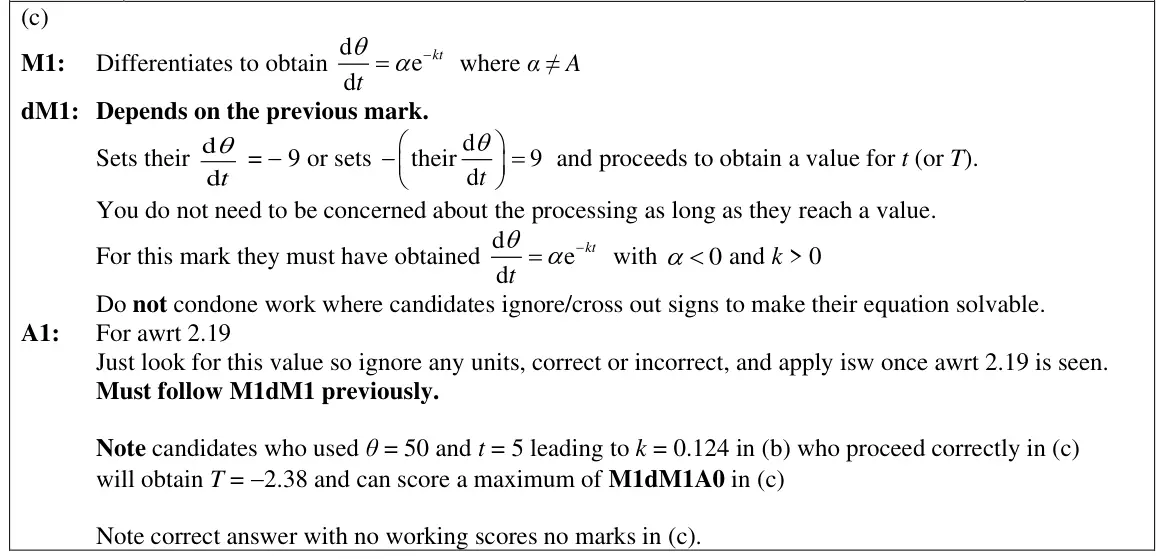 (c)
M1: Differentiates to obtain dθ/dt = αe^(−kt) where α ≠ A
dM1: Depends on the previous mark.
Sets their dθ/dt = – 9 or sets −(their dθ/dt) = 9 and proceeds to obtain a value for t (or T).
You do not need to be concerned about the processing as long as they reach a value.
For this mark they must have obtained dθ/dt = αe^(−kt) with α < 0 and k > 0
Do not condone work where candidates ignore/cross out signs to make their equation solvable.
A1: For awrt 2.19
Just look for this value so ignore any units, correct or incorrect, and apply isw once awrt 2.19 is seen.
Must follow M1dM1 previously.
Note candidates who used θ = 50 and t = 5 leading to k = 0.124 in (b) who proceed correctly in (c)
will obtain T = –2.38 and can score a maximum of M1dM1A0 in (c)
Note correct answer with no working scores no marks in (c).